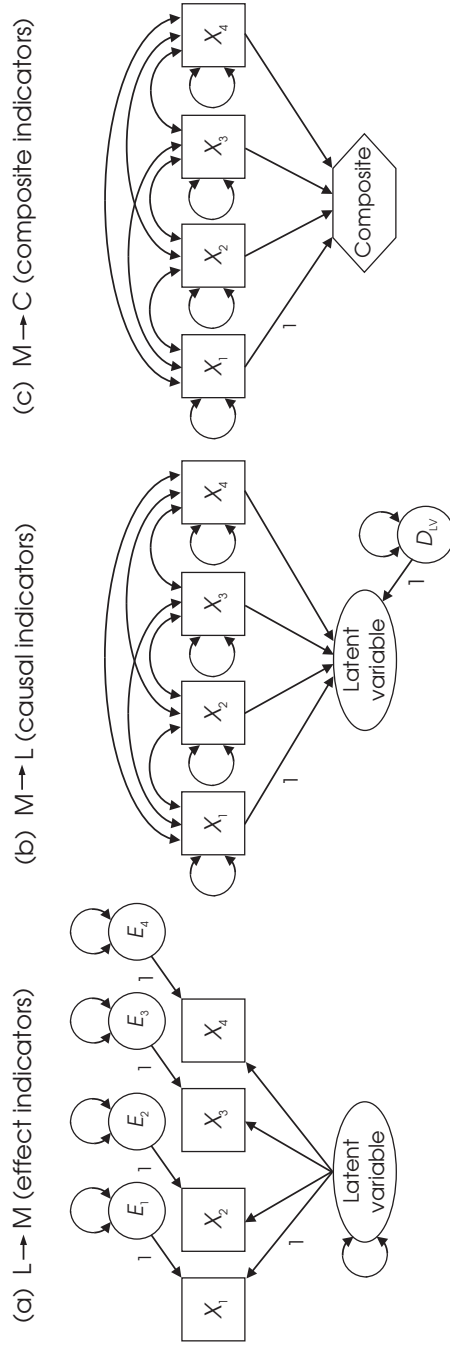 (a) L → M (effect indicators)
E₁ E₂ E₃ E₄
1 1 1 1
X₁ X₂ X₃ X₄
1
Latent
variable
(b) M → L (causal indicators)
X₁ X₂ X₃ X₄
1
Latent
variable
1
D_LV
(c) M → C (composite indicators)
X₁ X₂ X₃ X₄
1
Composite